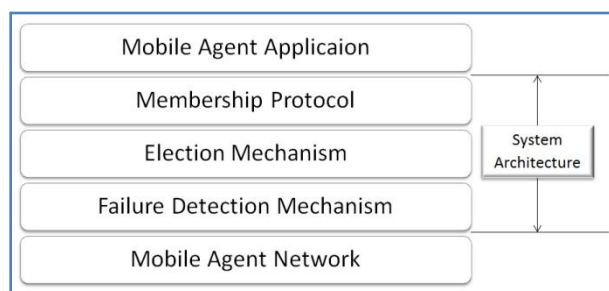 Mobile Agent Applicaion
Membership Protocol
Election Mechanism
Failure Detection Mechanism
Mobile Agent Network
System
Architecture